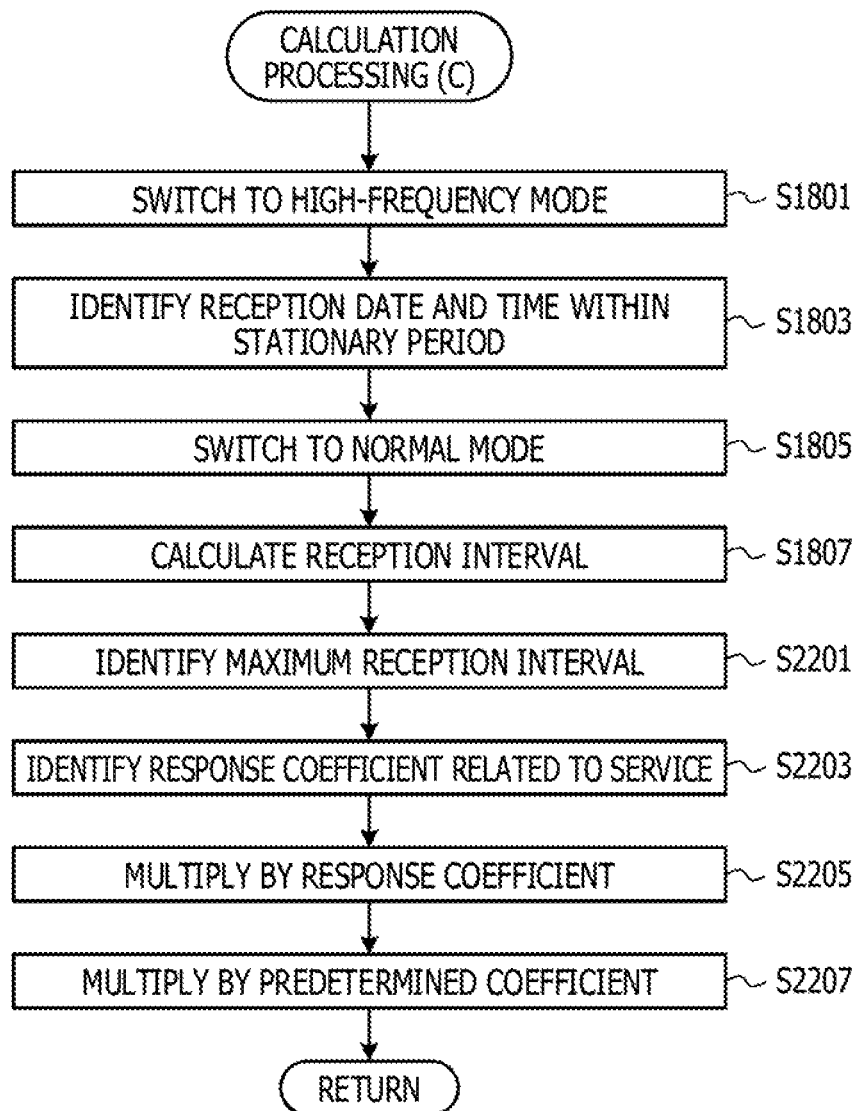 CALCULATION
PROCESSING (C)
SWITCH TO HIGH-FREQUENCY MODE
S1801
IDENTIFY RECEPTION DATE AND TIME WITHIN
STATIONARY PERIOD
S1803
SWITCH TO NORMAL MODE
S1805
CALCULATE RECEPTION INTERVAL
S1807
IDENTIFY MAXIMUM RECEPTION INTERVAL
S2201
IDENTIFY RESPONSE COEFFICIENT RELATED TO SERVICE
S2203
MULTIPLY BY RESPONSE COEFFICIENT
S2205
MULTIPLY BY PREDETERMINED COEFFICIENT
S2207
RETURN